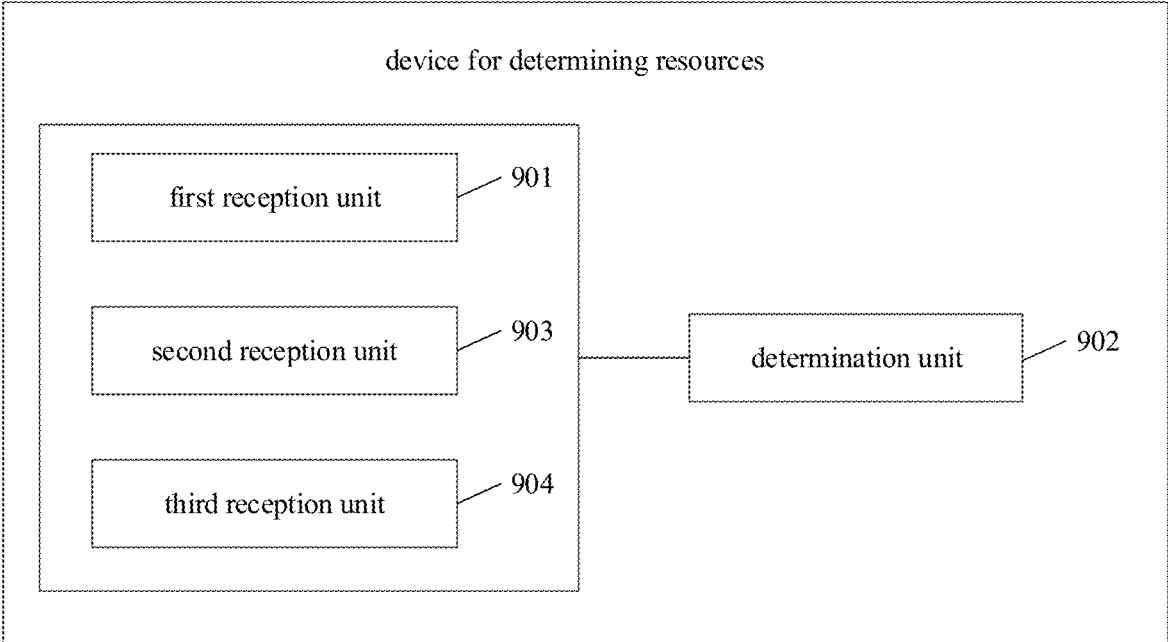 device for determining resources
first reception unit
901
second reception unit
903
determination unit
902
third reception unit
904